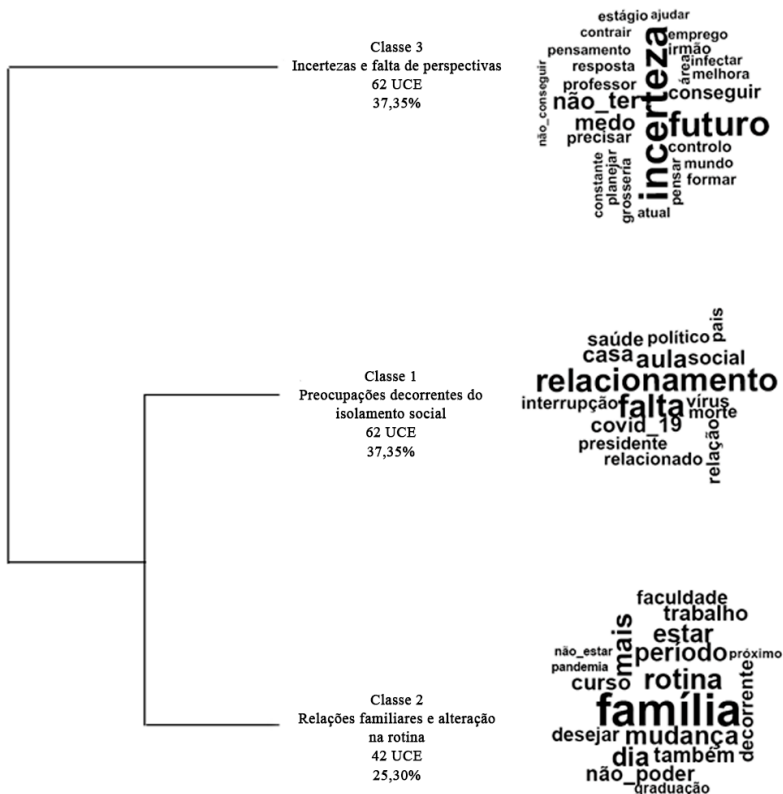 Classe 3
Incertezas e falta de perspectivas
62 UCE
37,35%
estágio ajudar
contrair
emprego
pensamento
irmão
resposta
área
infectar
melhora
professor
conseguir
não_conseguir
não_ter
incerteza
medo
futuro
precisar
controlo
constante
planejar
grosseria
pensar
mundo
formar
atual
Classe 1
Preocupações decorrentes do
isolamento social
62 UCE
37,35%
saúde político
país
casa aula social
relacionamento
interrupção falta vírus
morte
covid_19
presidente
relação
relacionado
Classe 2
Relações familiares e alteração
na rotina
42 UCE
25,30%
faculdade
trabalho
mais
estar
não_estar
período próximo
pandemia
curso rotina
decorrente
família
desejar mudança
dia também
não_poder
graduação